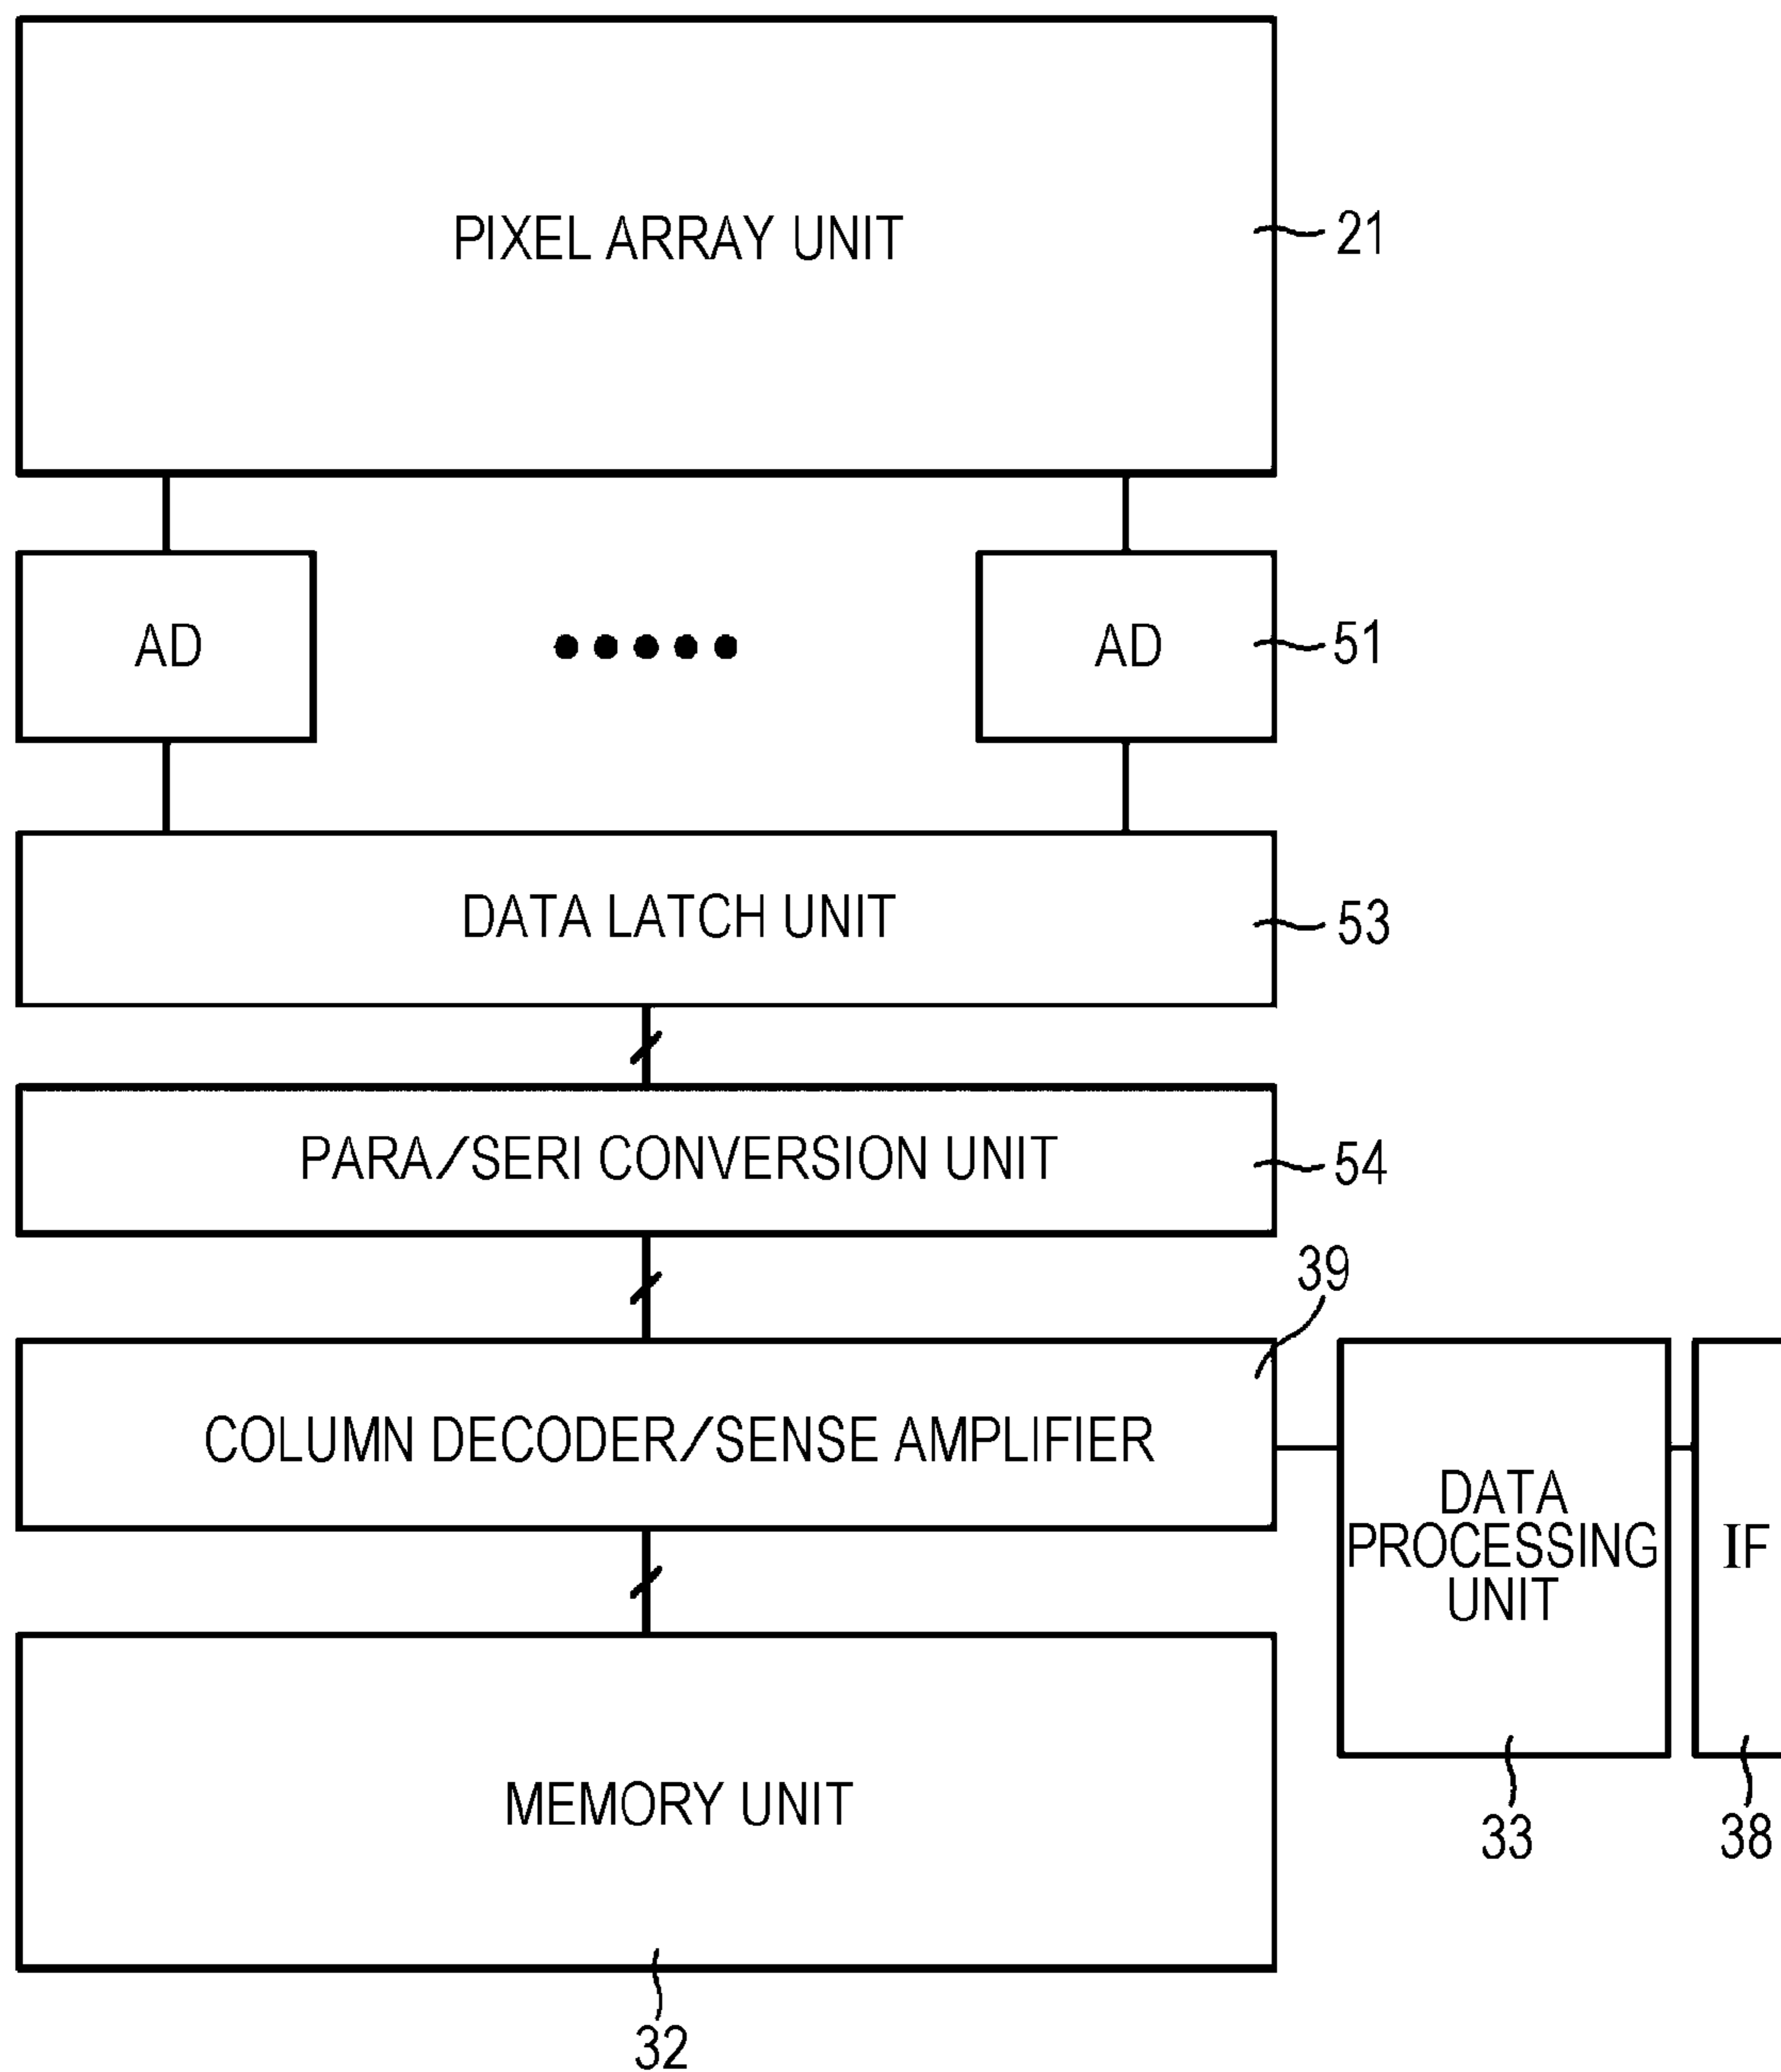 PIXEL ARRAY UNIT
21
AD
AD
51
DATA LATCH UNIT
53
PARA/SERI CONVERSION UNIT
54
39
COLUMN DECODER/SENSE AMPLIFIER
DATA
PROCESSING
UNIT
IF
MEMORY UNIT
33
38
32